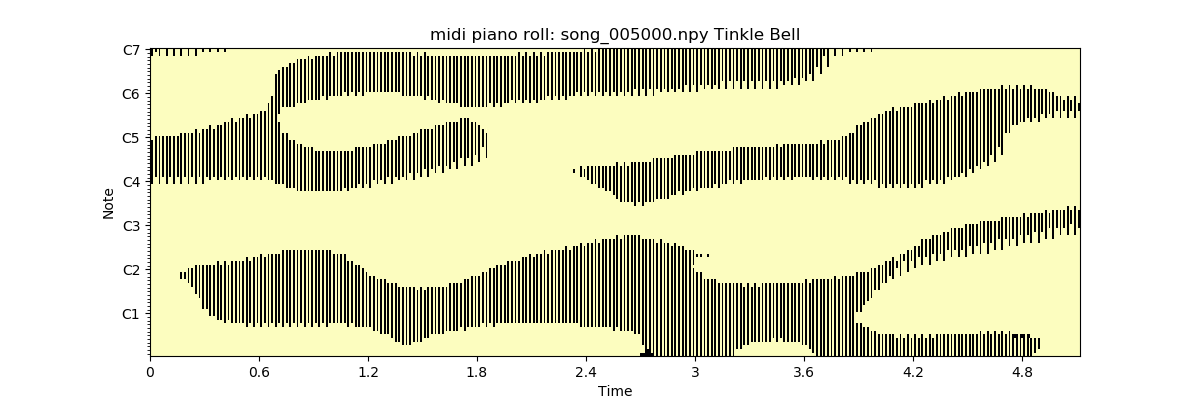 midi piano roll: song_005000.npy Tinkle Bell
C7
C6
C5
C4
C3
C2
C1
Note
0 0.6 1.2 1.8 2.4 3 3.6 4.2 4.8
Time